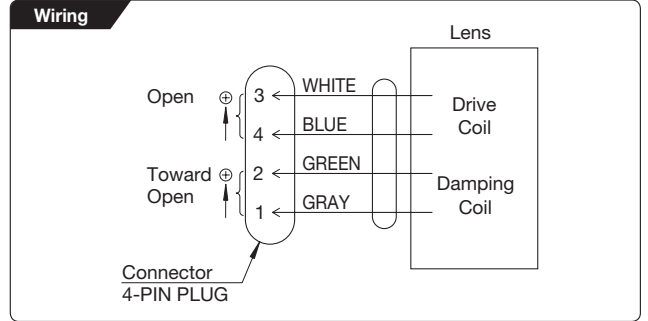 Wiring
Lens
Open ⊕ 3 WHITE Drive
4 BLUE Coil
Toward ⊕ 2 GREEN Damping
Open 1 GRAY Coil
Connector
4-PIN PLUG